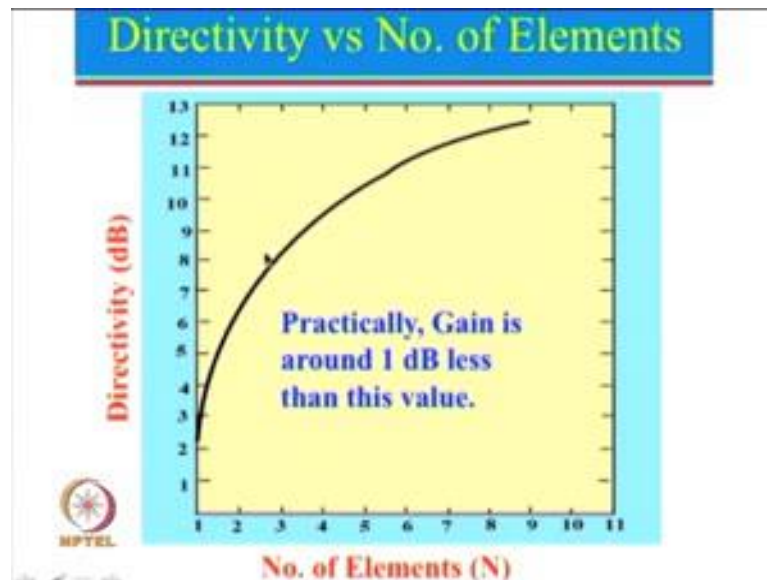 Directivity vs No. of Elements
13
12
11
10
9
8
7
6
5
4
3
2
1
Directivity (dB)
Practically, Gain is
around 1 dB less
than this value.
1 2 3 4 5 6 7 8 9 10 11
No. of Elements (N)
NPTEL